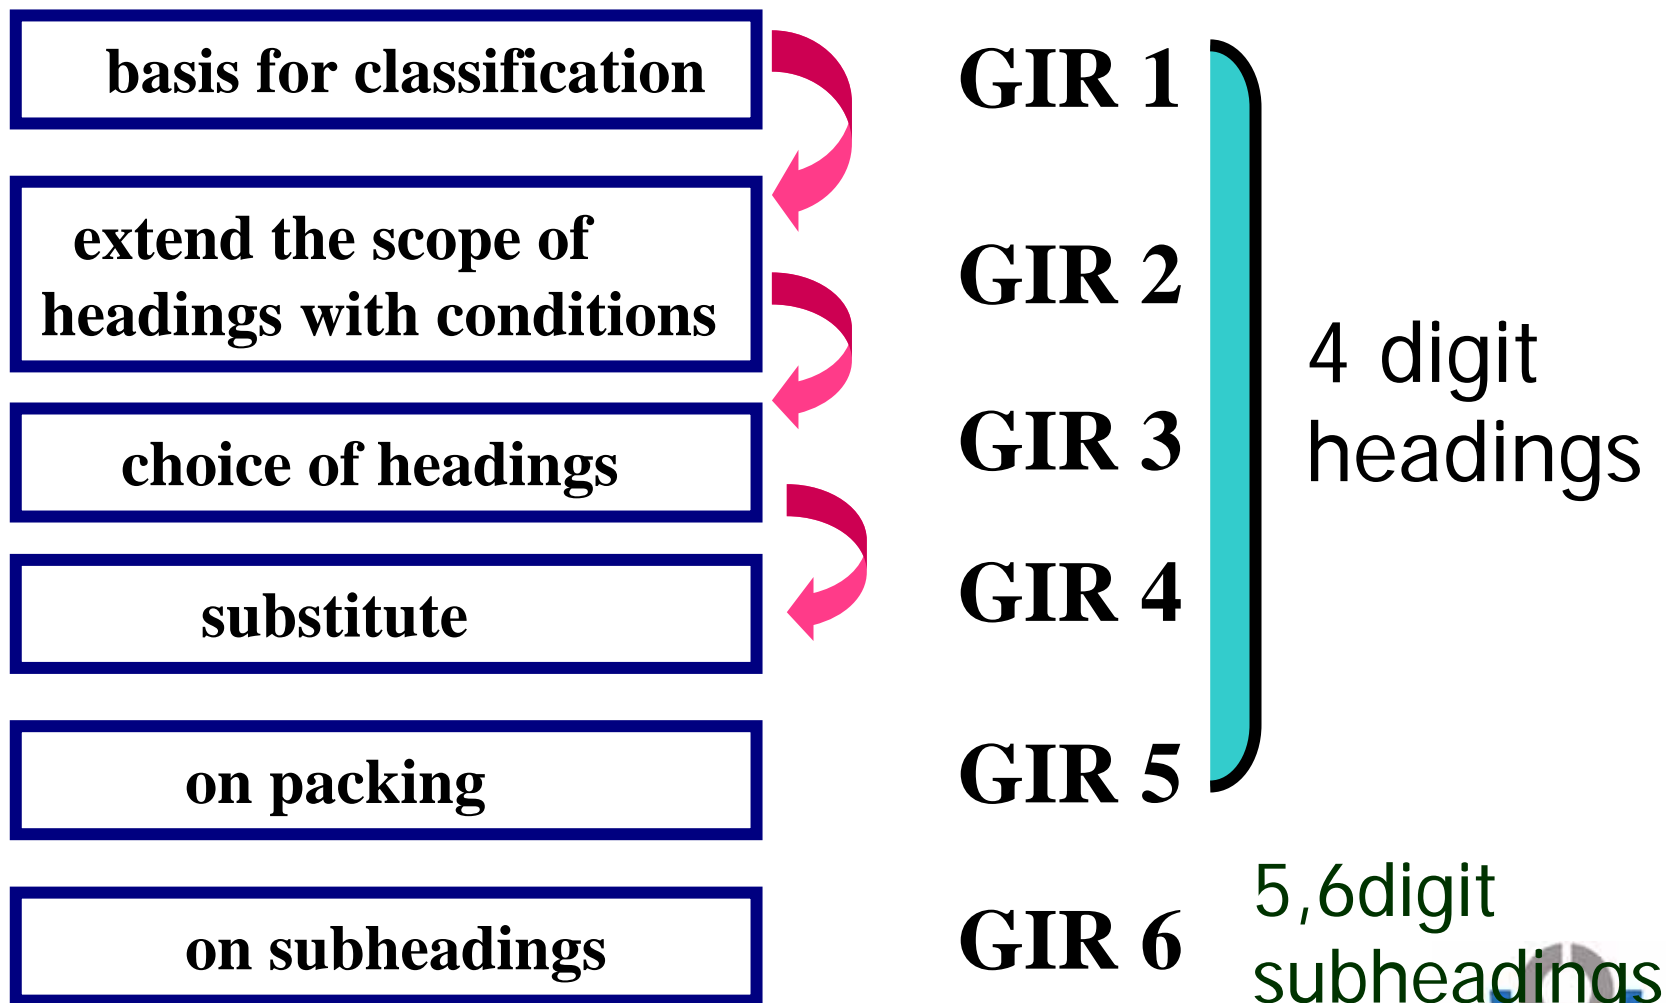 basis for classification
GIR 1
extend the scope of
headings with conditions
GIR 2
4 digit
headings
choice of headings
GIR 3
substitute
GIR 4
on packing
GIR 5
on subheadings
GIR 6
5,6digit
subheadings